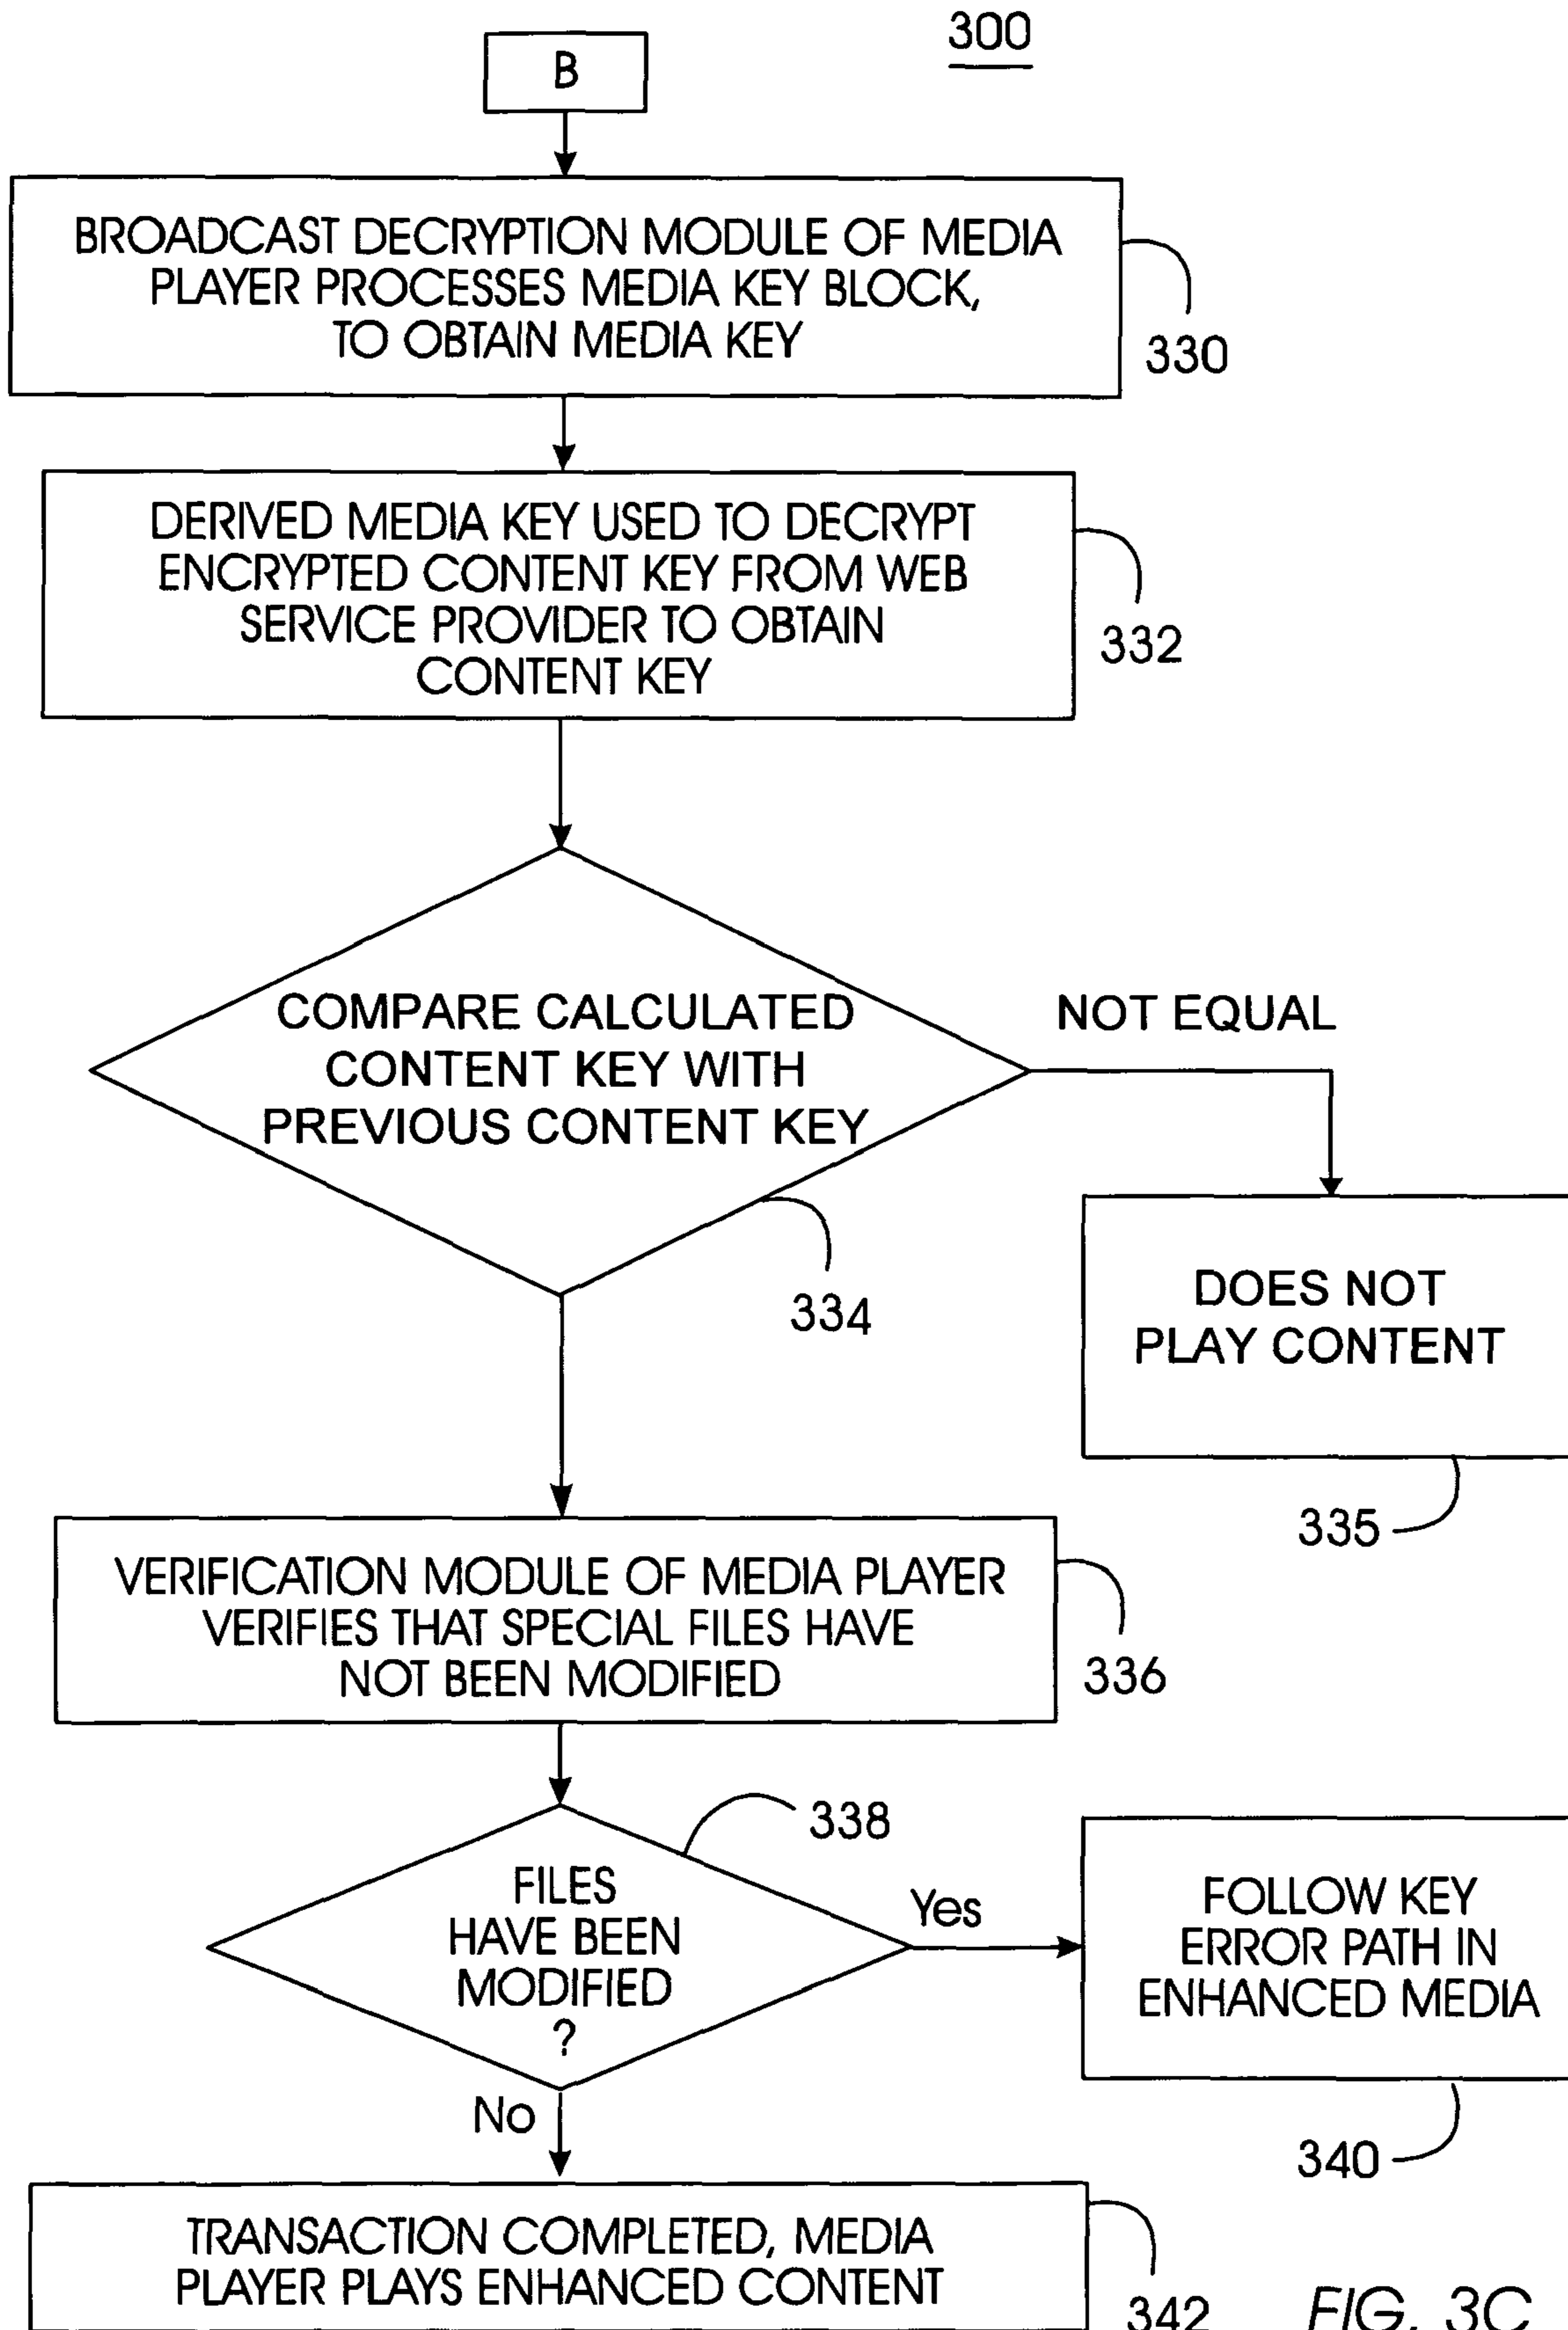 300
B
BROADCAST DECRYPTION MODULE OF MEDIA
PLAYER PROCESSES MEDIA KEY BLOCK,
TO OBTAIN MEDIA KEY
330
DERIVED MEDIA KEY USED TO DECRYPT
ENCRYPTED CONTENT KEY FROM WEB
SERVICE PROVIDER TO OBTAIN
CONTENT KEY
332
COMPARE CALCULATED
CONTENT KEY WITH
PREVIOUS CONTENT KEY
NOT EQUAL
334
DOES NOT
PLAY CONTENT
335
VERIFICATION MODULE OF MEDIA PLAYER
VERIFIES THAT SPECIAL FILES HAVE
NOT BEEN MODIFIED
336
338
FILES
HAVE BEEN
MODIFIED
?
Yes
FOLLOW KEY
ERROR PATH IN
ENHANCED MEDIA
340
No
TRANSACTION COMPLETED, MEDIA
PLAYER PLAYS ENHANCED CONTENT
342
FIG. 3C